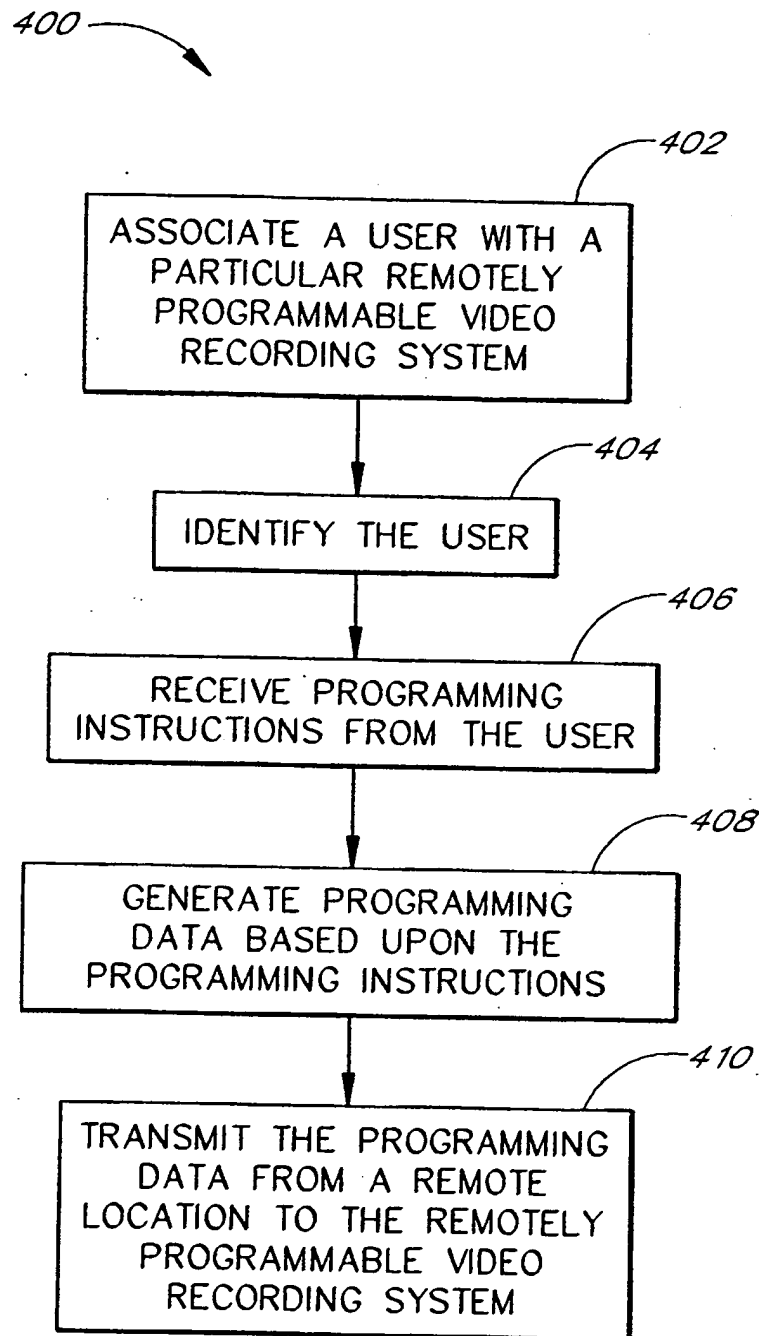 400
402
ASSOCIATE A USER WITH A
PARTICULAR REMOTELY
PROGRAMMABLE VIDEO
RECORDING SYSTEM
404
IDENTIFY THE USER
406
RECEIVE PROGRAMMING
INSTRUCTIONS FROM THE USER
408
GENERATE PROGRAMMING
DATA BASED UPON THE
PROGRAMMING INSTRUCTIONS
410
TRANSMIT THE PROGRAMMING
DATA FROM A REMOTE
LOCATION TO THE REMOTELY
PROGRAMMABLE VIDEO
RECORDING SYSTEM